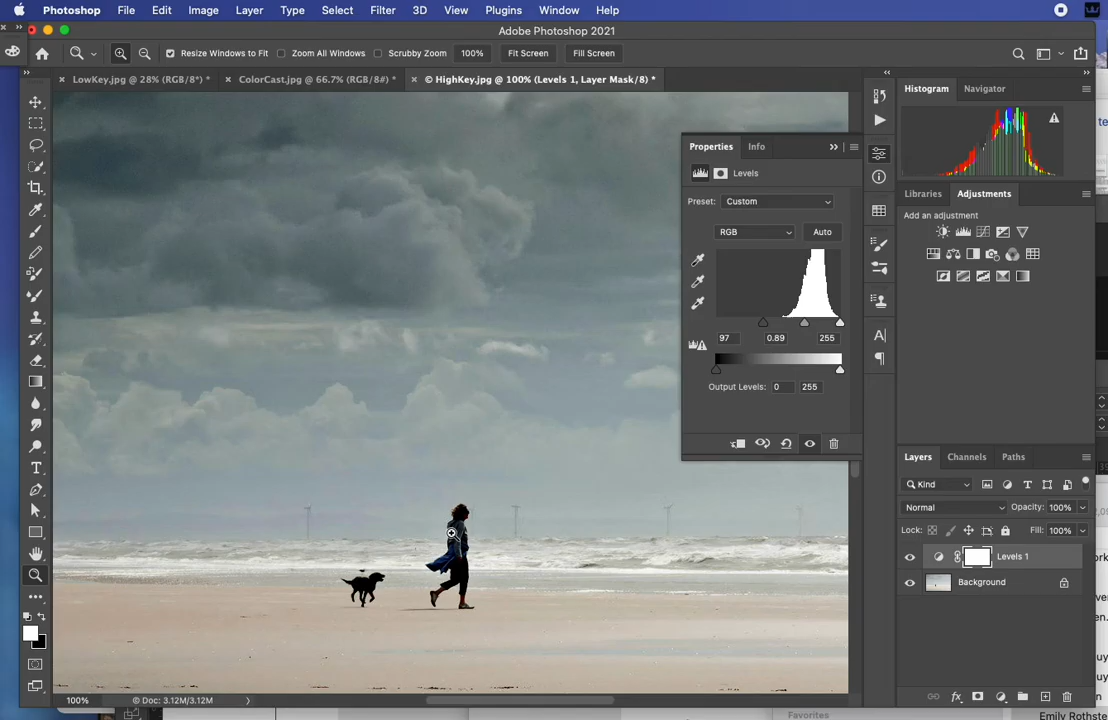 Photoshop File Edit Image Layer Type Select Filter 3D View Plugins Window Help
Adobe Photoshop 2021
Resize Windows to Fit Zoom All Windows Scrubby Zoom 100% Fit Screen Fill Screen
LowKey.jpg @ 28% (RGB/8*) * ColorCast.jpg @ 66.7% (RGB/8#) * © HighKey.jpg @ 100% (Levels 1, Layer Mask/8) *
Histogram Navigator
Properties Info
Levels
Preset: Custom
RGB Auto
97 0.89 255
Output Levels: 0 255
Libraries Adjustments
Add an adjustment
Layers Channels Paths
Kind
Normal Opacity: 100%
Lock: Fill: 100%
Levels 1
Background
100% Doc: 3.12M/3.12M
Favorites